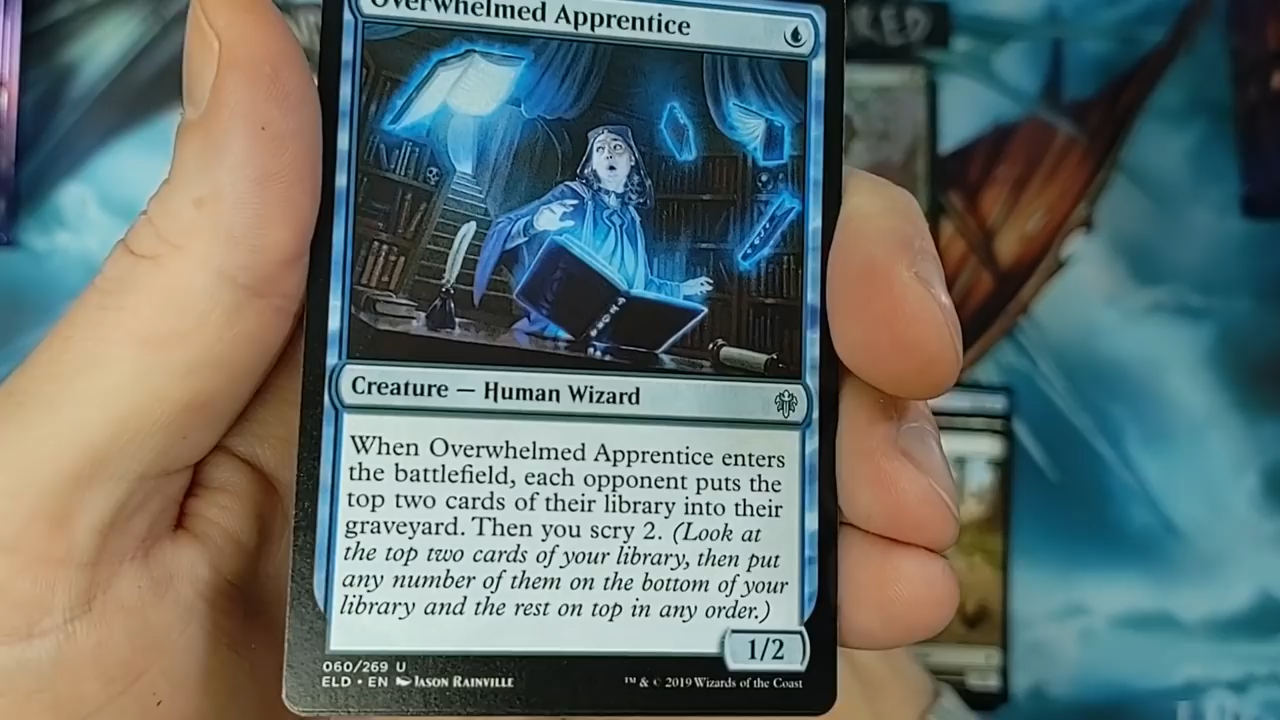 Overwhelmed Apprentice
RED
Creature — Human Wizard
When Overwhelmed Apprentice enters
the battlefield, each opponent puts the
top two cards of their library into their
graveyard. Then you scry 2. (Look at
the top two cards of your library, then put
any number of them on the bottom of your
library and the rest on top in any order.)
1/2
060/269 U
ELD • EN JASON RAINVILLE
™ & © 2019 Wizards of the Coast